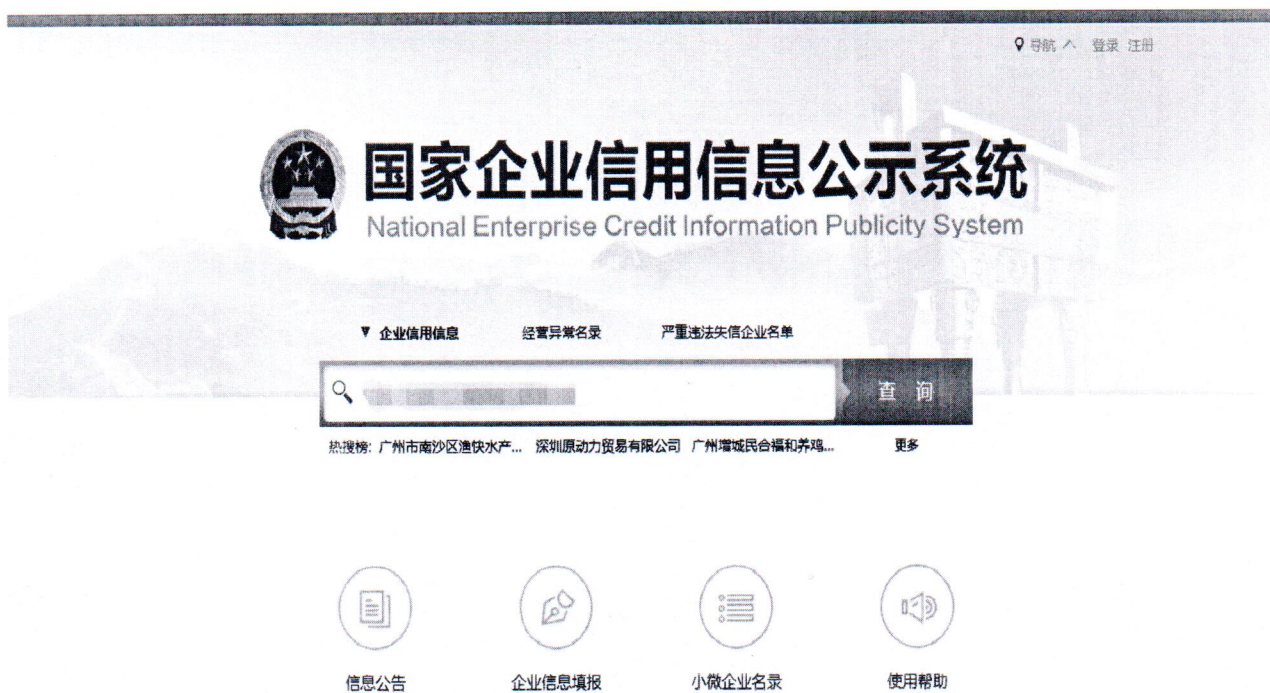 导航 登录 注册
国家企业信用信息公示系统
National Enterprise Credit Information Publicity System
企业信用信息 经营异常名录 严重违法失信企业名单
查 询
热搜榜: 广州市南沙区渔快水产... 深圳原动力贸易有限公司 广州增城民合福和养鸡... 更多
信息公告 企业信息填报 小微企业名录 使用帮助